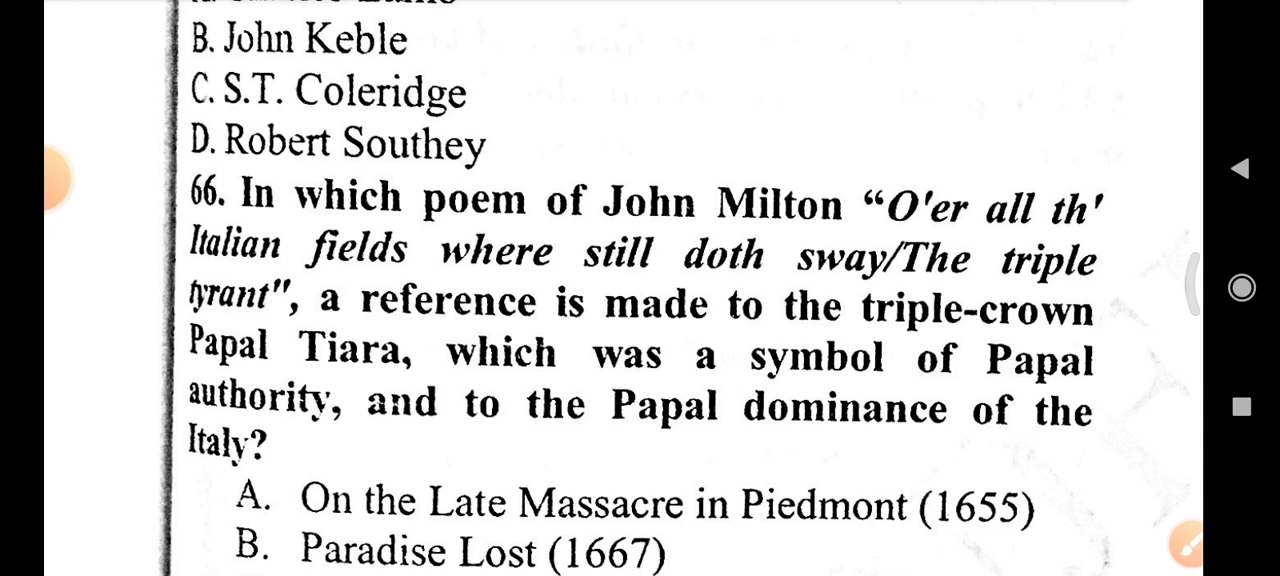 B. John Keble
C. S.T. Coleridge
D. Robert Southey
66. In which poem of John Milton “O'er all th'
Italian fields where still doth sway/The triple
tyrant", a reference is made to the triple-crown
Papal Tiara, which was a symbol of Papal
authority, and to the Papal dominance of the
Italy?
A. On the Late Massacre in Piedmont (1655)
B. Paradise Lost (1667)